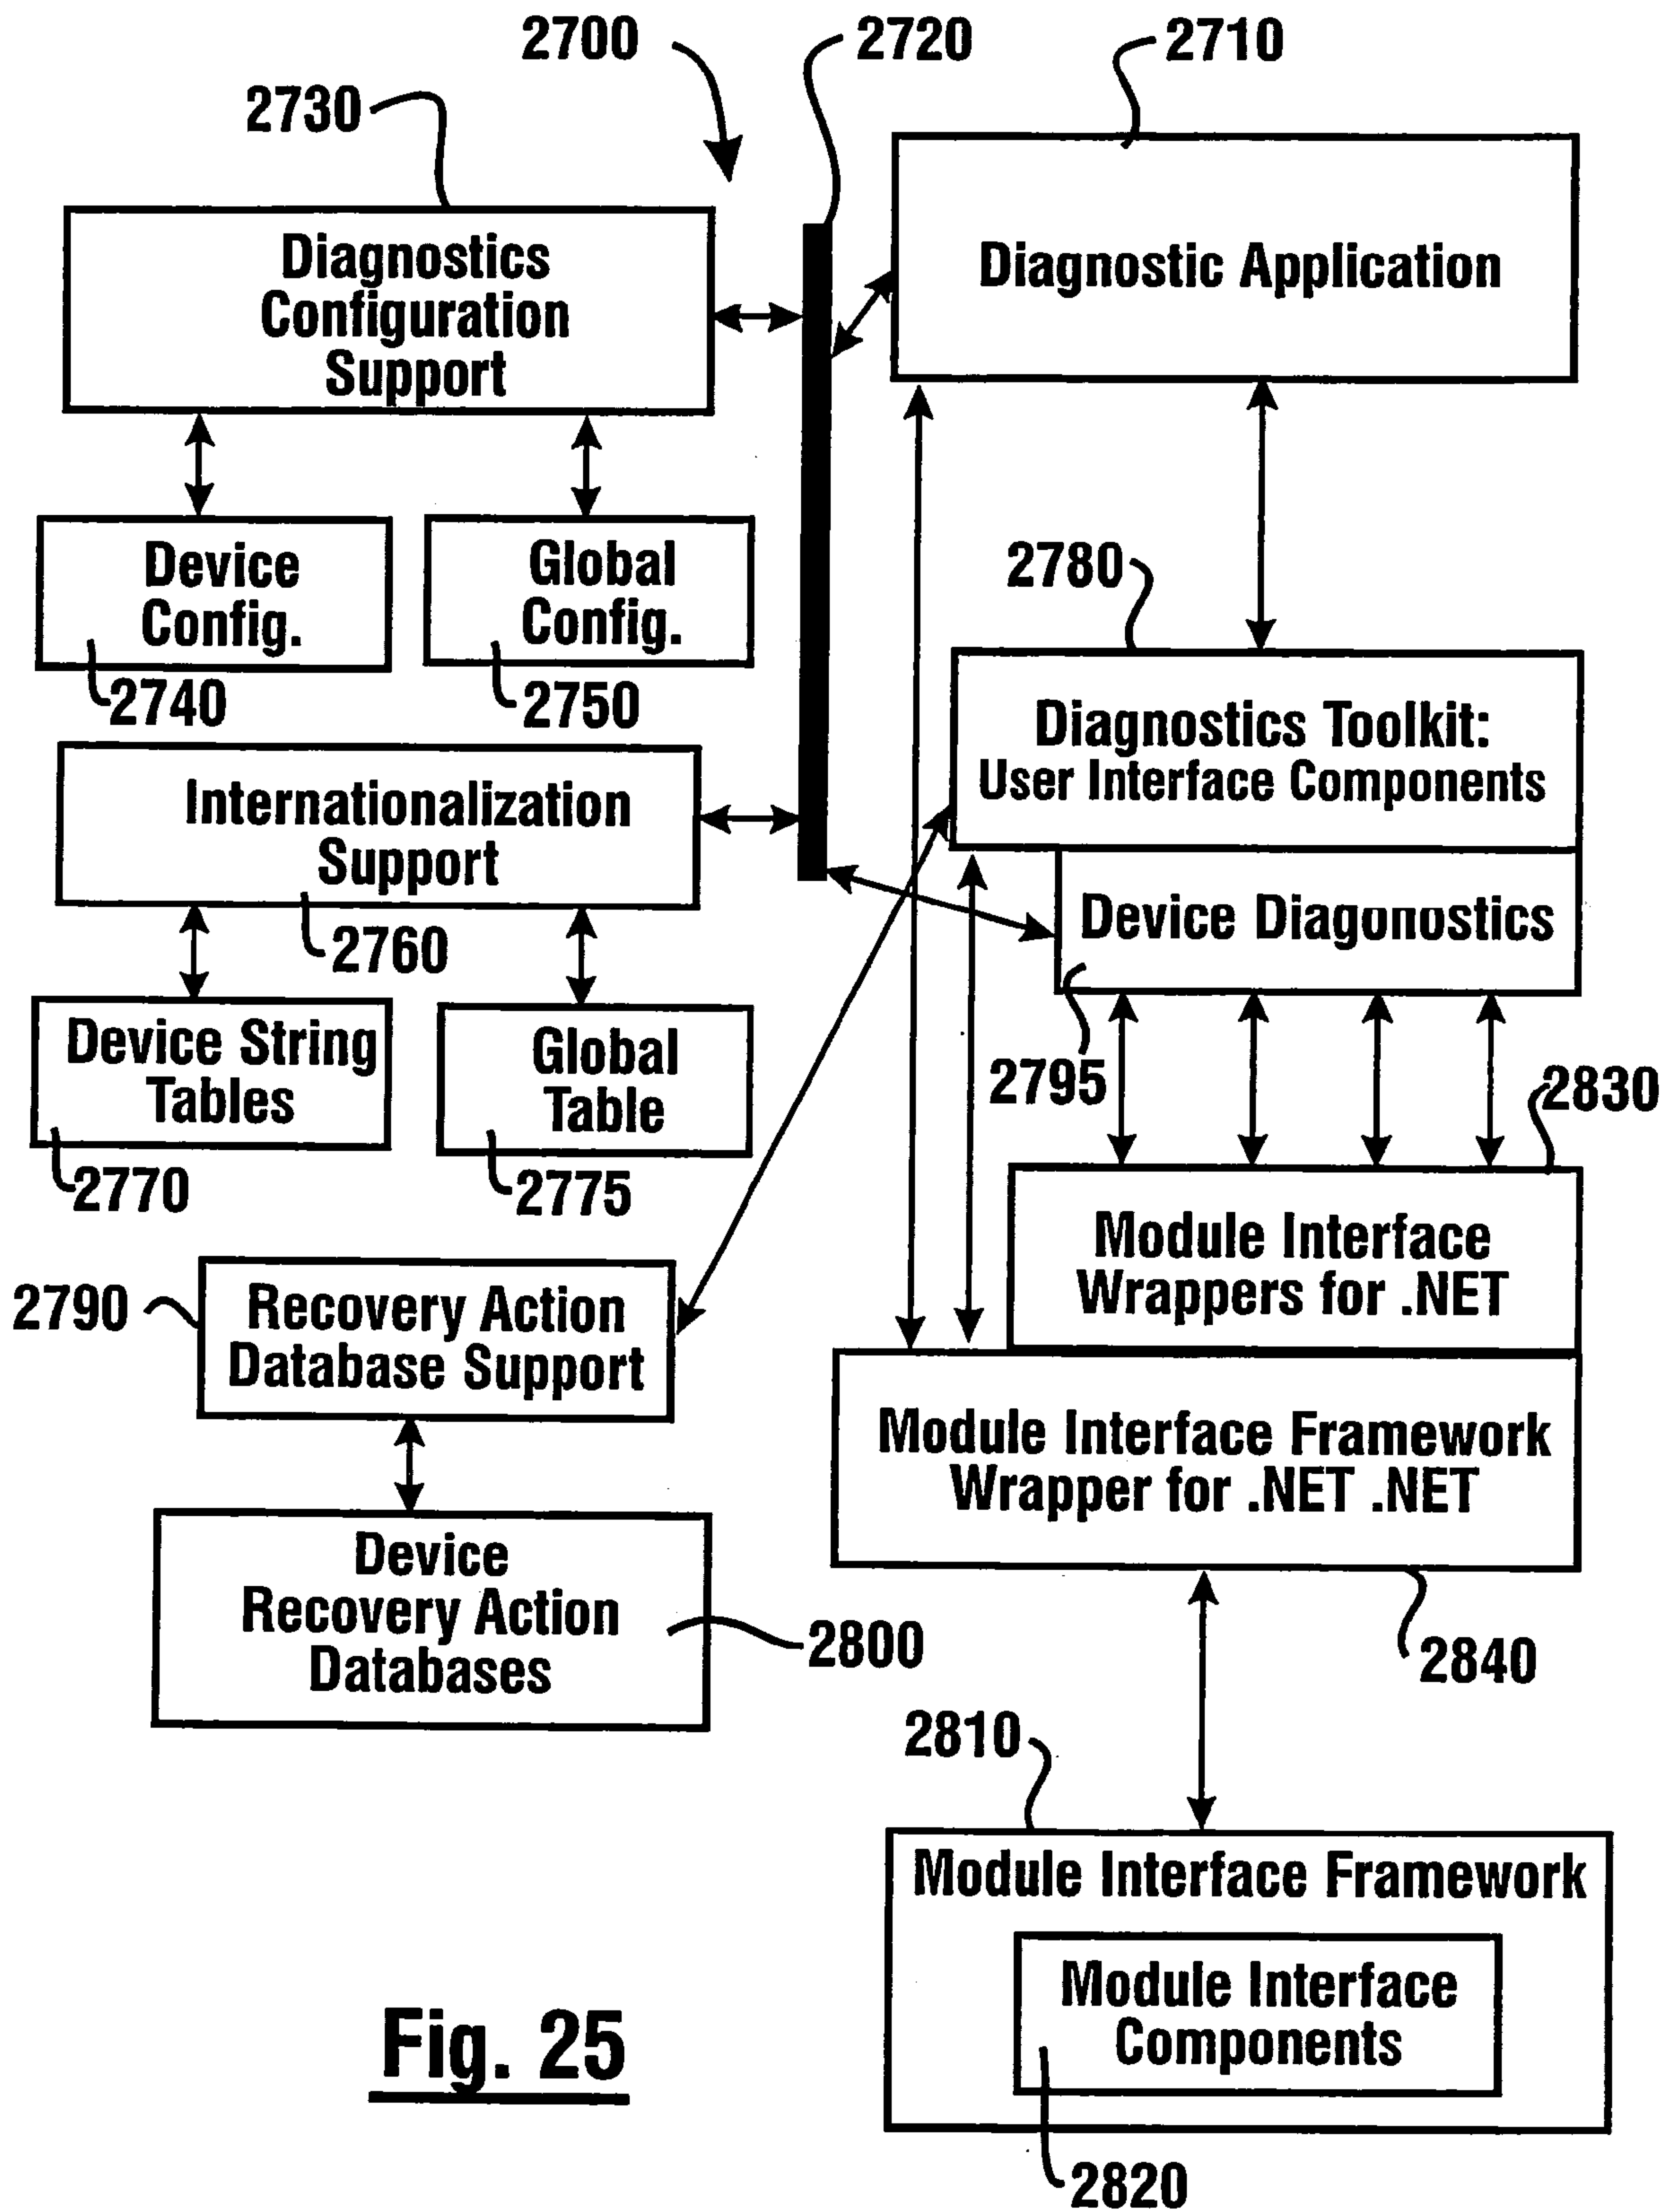 2700
2720
2710
2730
Diagnostics
Configuration
Support
Diagnostic Application
Device
Config.
Global
Config.
2740
2750
2780
Internationalization
Support
2760
Diagnostics Toolkit:
User Interface Components
Device Diagonostics
2795
Device String
Tables
Global
Table
2770
2775
2830
2790
Recovery Action
Database Support
Module Interface
Wrappers for .NET
Module Interface Framework
Wrapper for .NET .NET
Device
Recovery Action
Databases
2800
2840
2810
Module Interface Framework
Module Interface
Components
2820
Fig. 25